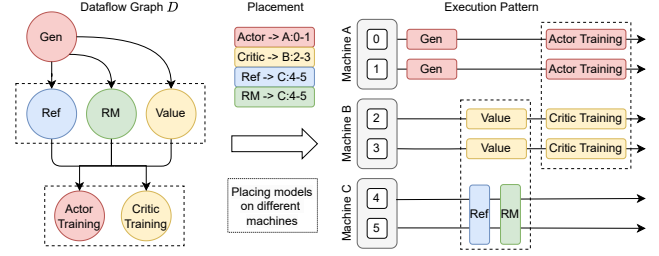 Dataflow Graph D
Gen
Ref
RM
Value
Actor
Training
Critic
Training
Placement
Actor -> A:0-1
Critic -> B:2-3
Ref -> C:4-5
RM -> C:4-5
Placing models
on different
machines
Execution Pattern
Machine A
0
Gen
Actor Training
1
Gen
Actor Training
Machine B
2
Value
Critic Training
3
Value
Critic Training
Machine C
4
5
Ref
RM